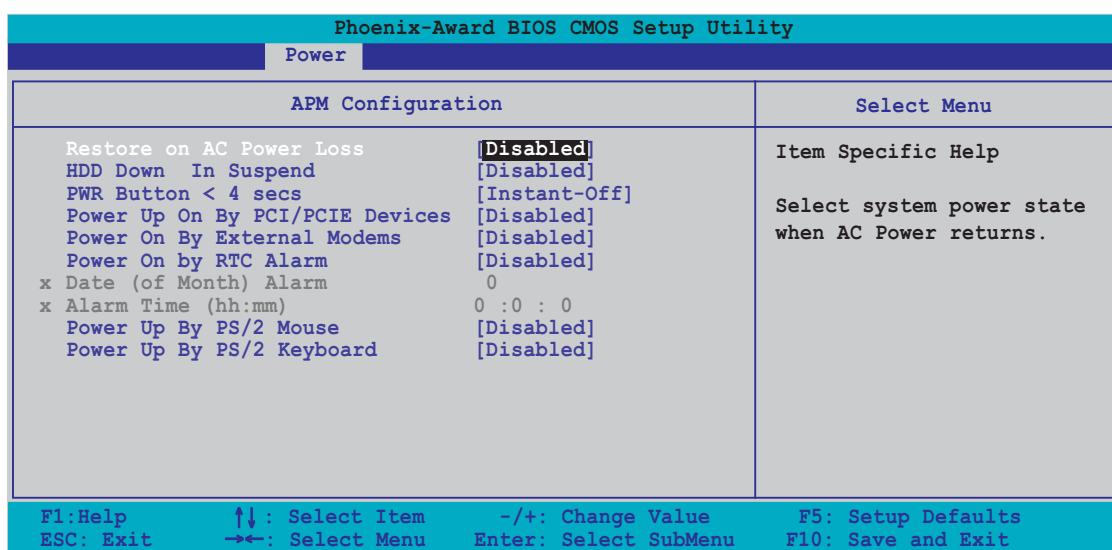 Phoenix-Award BIOS CMOS Setup Utility
Power
APM Configuration
Select Menu
Restore on AC Power Loss [Disabled]
HDD Down In Suspend [Disabled]
PWR Button < 4 secs [Instant-Off]
Power Up On By PCI/PCIE Devices [Disabled]
Power On By External Modems [Disabled]
Power On by RTC Alarm [Disabled]
x Date (of Month) Alarm 0
x Alarm Time (hh:mm) 0 :0 : 0
Power Up By PS/2 Mouse [Disabled]
Power Up By PS/2 Keyboard [Disabled]
Item Specific Help
Select system power state
when AC Power returns.
F1:Help ↑↓ : Select Item -/+: Change Value F5: Setup Defaults
ESC: Exit →←: Select Menu Enter: Select SubMenu F10: Save and Exit